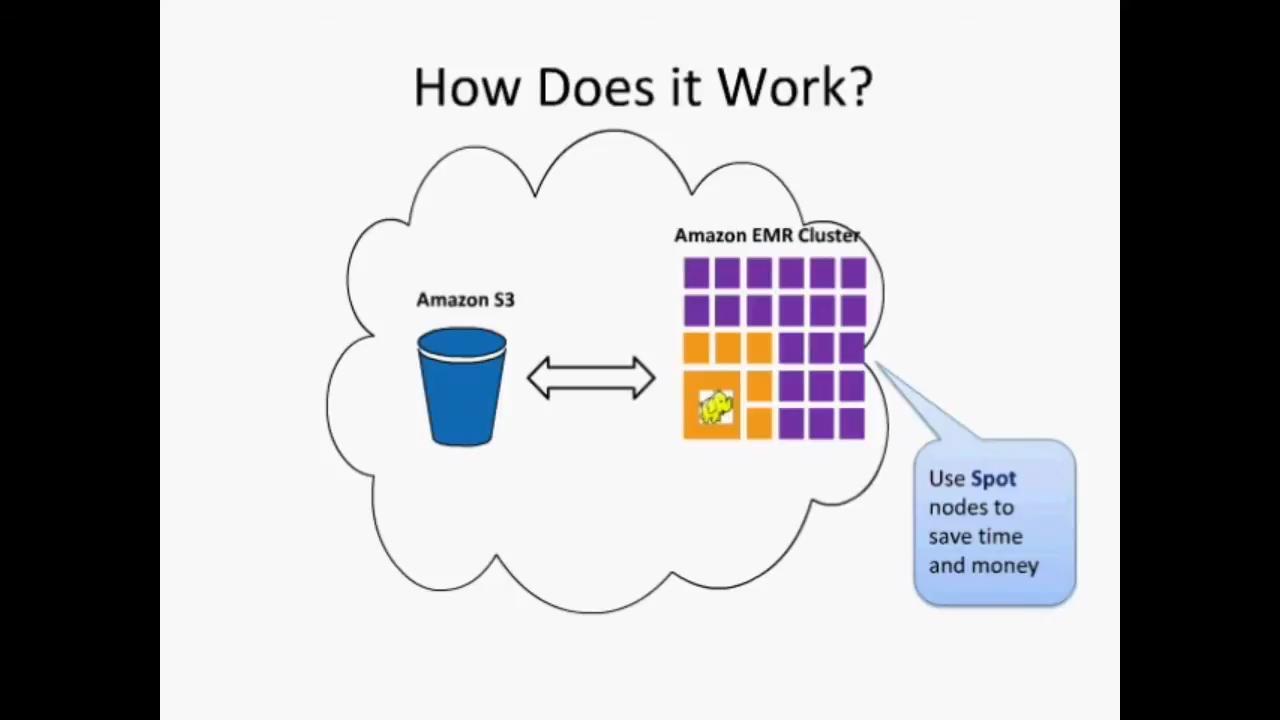 How Does it Work?
Amazon EMR Cluster
Amazon S3
Use Spot
nodes to
save time
and money